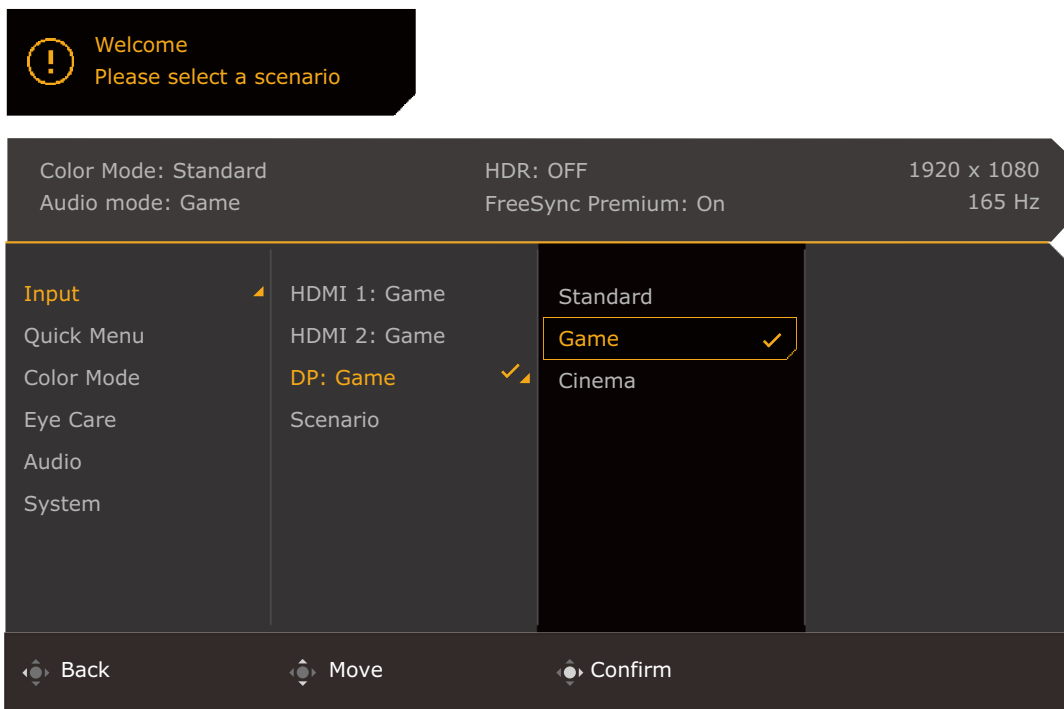 Welcome
Please select a scenario
Color Mode: Standard
HDR: OFF
1920 x 1080
Audio mode: Game
FreeSync Premium: On
165 Hz
Input
Quick Menu
Color Mode
Eye Care
Audio
System
HDMI 1: Game
HDMI 2: Game
DP: Game
Scenario
Standard
Game
Cinema
Back
Move
Confirm